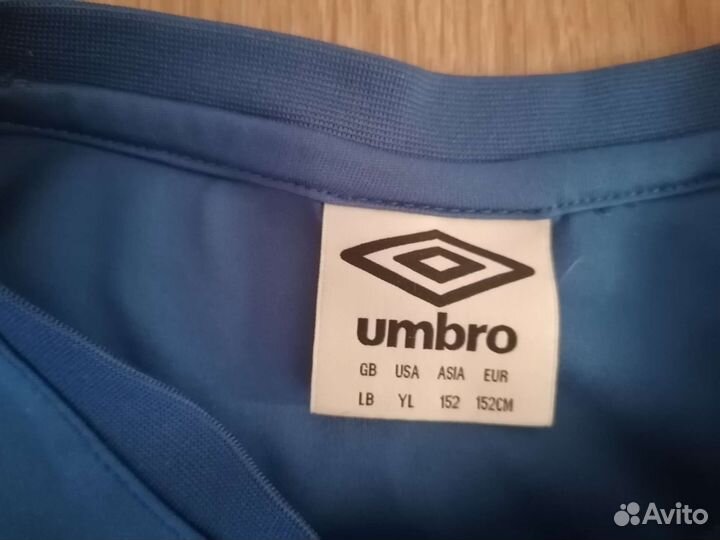 umbro
GB USA ASIA EUR
LB YL 152 152CM
Avito